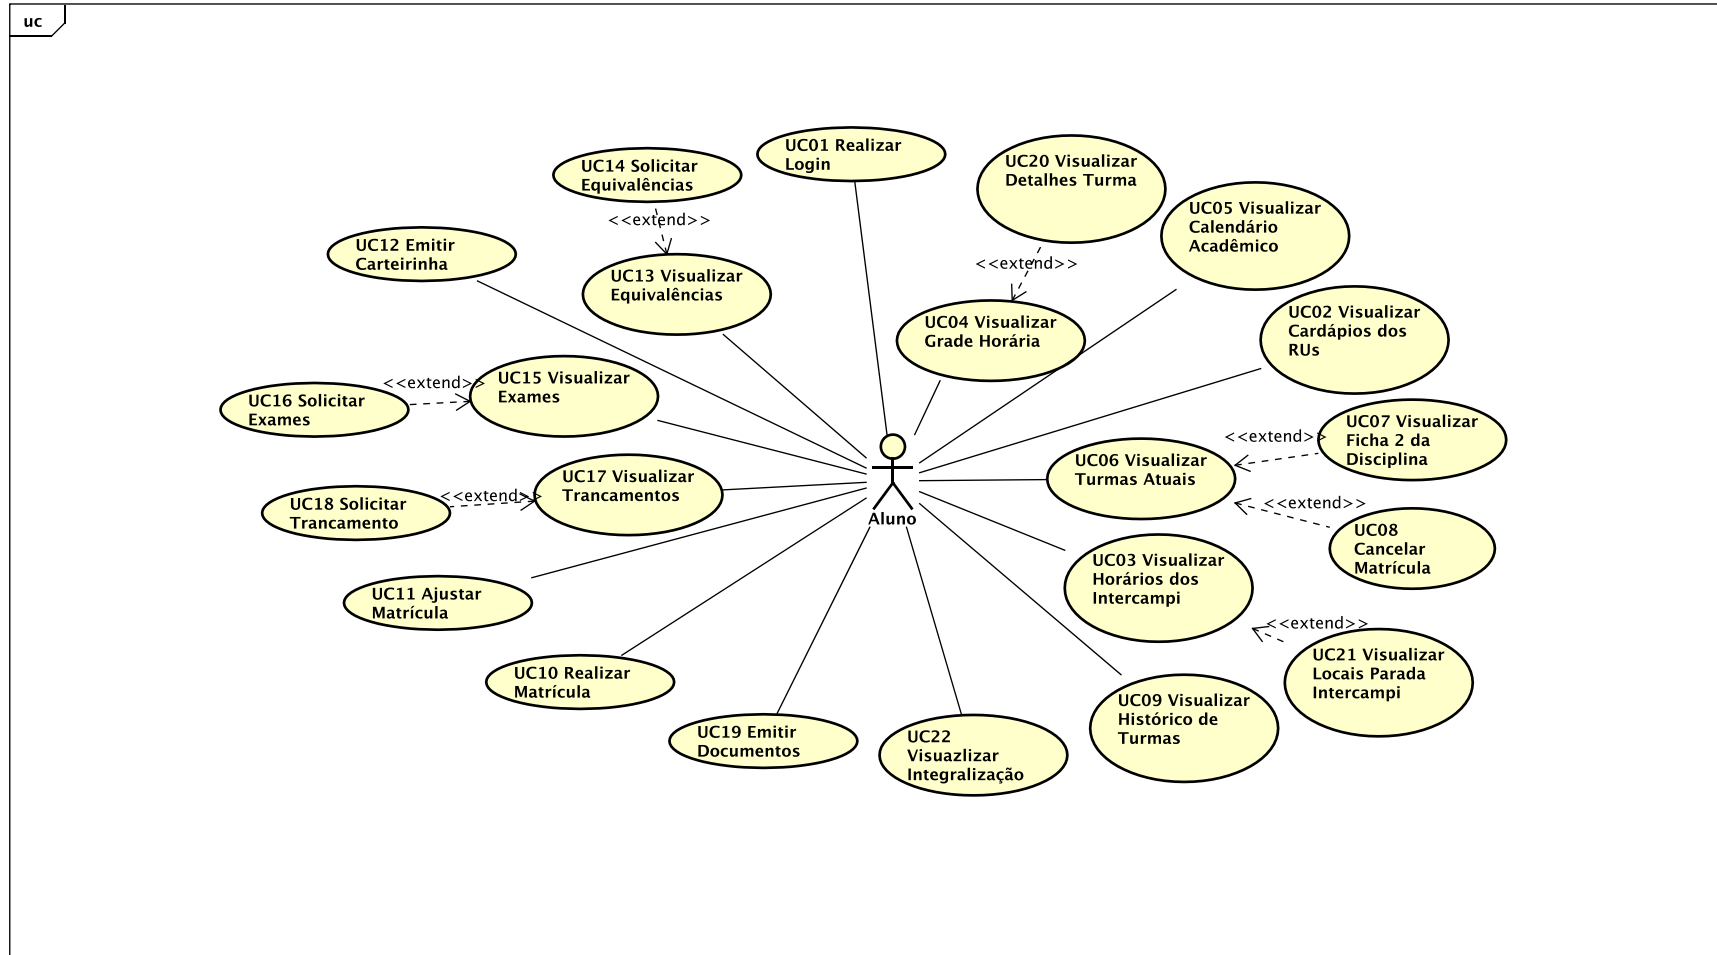 uc
UC01 Realizar
Login
UC14 Solicitar
Equivalências
UC20 Visualizar
Detalhes Turma
<<extend>>
UC05 Visualizar
Calendário
Acadêmico
UC12 Emitir
Carteirinha
UC13 Visualizar
Equivalências
<<extend>>
UC04 Visualizar
Grade Horária
UC02 Visualizar
Cardápios dos
RUs
<<extend>>
UC15 Visualizar
Exames
UC16 Solicitar
Exames
UC07 Visualizar
Ficha 2 da
Disciplina
<<extend>>
UC06 Visualizar
Turmas Atuais
UC17 Visualizar
Trancamentos
<<extend>>
UC18 Solicitar
Trancamento
<<extend>>
Aluno
UC08
Cancelar
Matrícula
UC03 Visualizar
Horários dos
Intercampi
UC11 Ajustar
Matrícula
<<extend>>
UC21 Visualizar
Locais Parada
Intercampi
UC10 Realizar
Matrícula
UC09 Visualizar
Histórico de
Turmas
UC19 Emitir
Documentos
UC22
Visuazlizar
Integralização